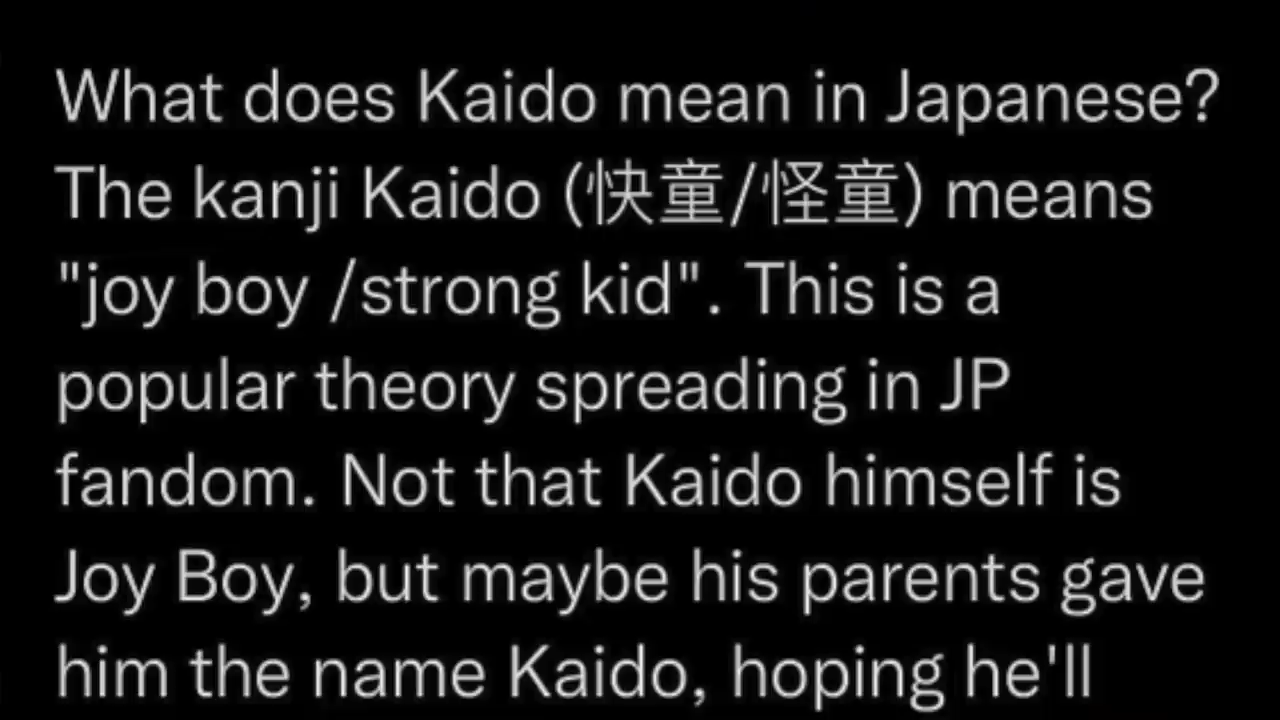 What does Kaido mean in Japanese?
The kanji Kaido (快童/怪童) means
"joy boy /strong kid". This is a
popular theory spreading in JP
fandom. Not that Kaido himself is
Joy Boy, but maybe his parents gave
him the name Kaido, hoping he'll